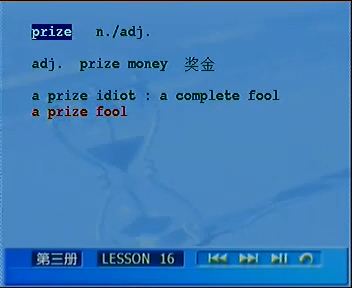 prize n./adj.
adj. prize money 奖金
a prize idiot : a complete fool
a prize fool
第三册 LESSON 16